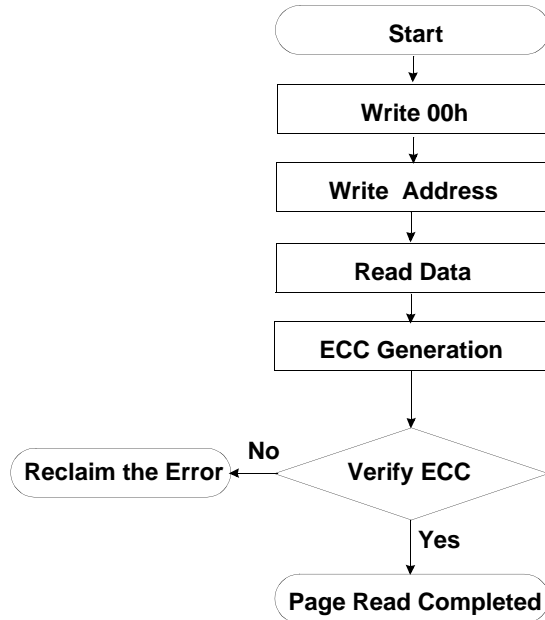 Start
Write 00h
Write Address
Read Data
ECC Generation
No
Reclaim the Error
Verify ECC
Yes
Page Read Completed